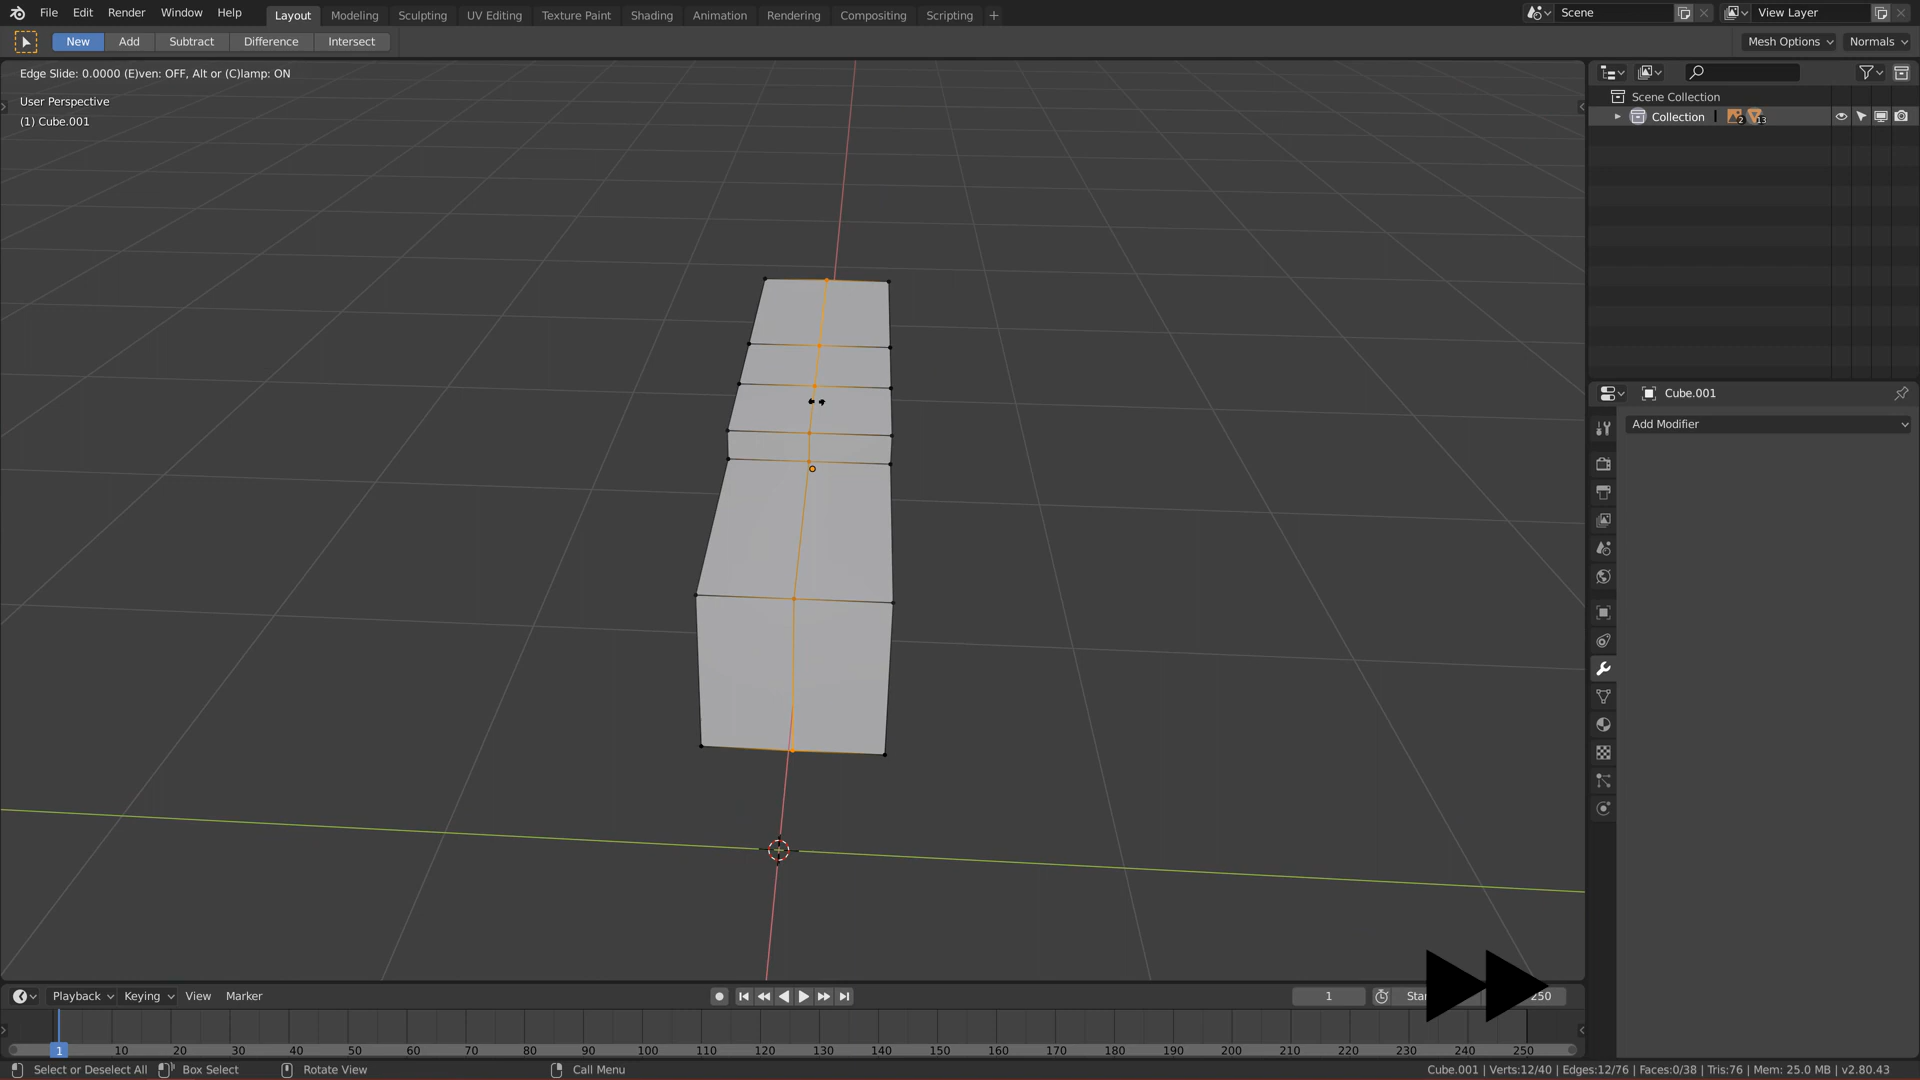 File Edit Render Window Help Layout Modeling Sculpting UV Editing Texture Paint Shading Animation Rendering Compositing Scripting Scene View Layer
New Add Subtract Difference Intersect Mesh Options Normals
Edge Slide: 0.0000 (E)ven: OFF, Alt or (C)lamp: ON
User Perspective
(1) Cube.001
Scene Collection
Collection 2 13
Cube.001
Add Modifier
Playback Keying View Marker 1 250
1 10 20 30 40 50 60 70 80 90 100 110 120 130 140 150 160 170 180 190 200 210 220 230 240 250
Select or Deselect All Box Select Rotate View Call Menu Cube.001 | Verts:12/40 | Edges:12/76 | Faces:0/38 | Tris:76 | Mem: 25.0 MB | v2.80.43